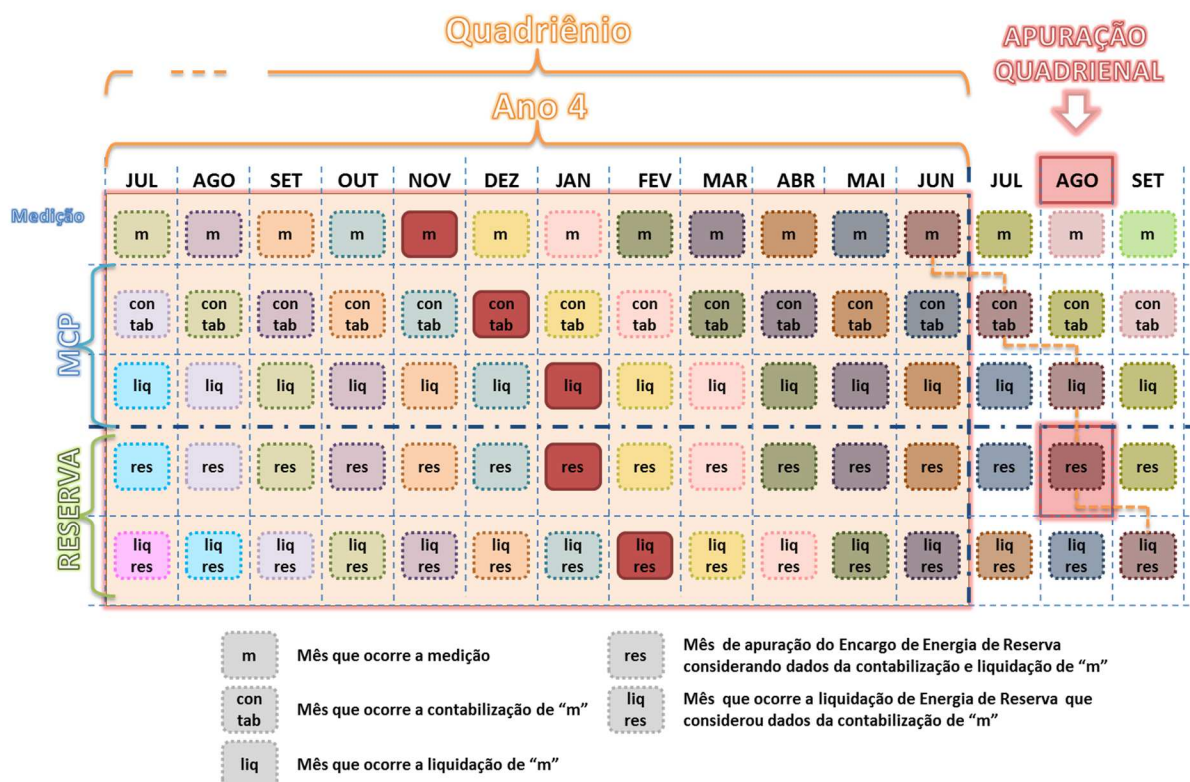 Quadriênio
APURAÇÃO
QUADRIENAL
Ano 4
JUL AGO SET OUT NOV DEZ JAN FEV MAR ABR MAI JUN JUL AGO SET
Medição
m m m m m m m m m m m m m m m
MCP
con con con con con con con con con con con con con con con
tab tab tab tab tab tab tab tab tab tab tab tab tab tab tab
liq liq liq liq liq liq liq liq liq liq liq liq liq liq liq
RESERVA
res res res res res res res res res res res res res res res
liq liq liq liq liq liq liq liq liq liq liq liq liq liq liq
res res res res res res res res res res res res res res res
m Mês que ocorre a medição
con
tab
Mês que ocorre a contabilização de “m”
liq Mês que ocorre a liquidação de “m”
res
Mês de apuração do Encargo de Energia de Reserva
considerando dados da contabilização e liquidação de “m”
liq
res
Mês que ocorre a liquidação de Energia de Reserva que
considerou dados da contabilização de “m”